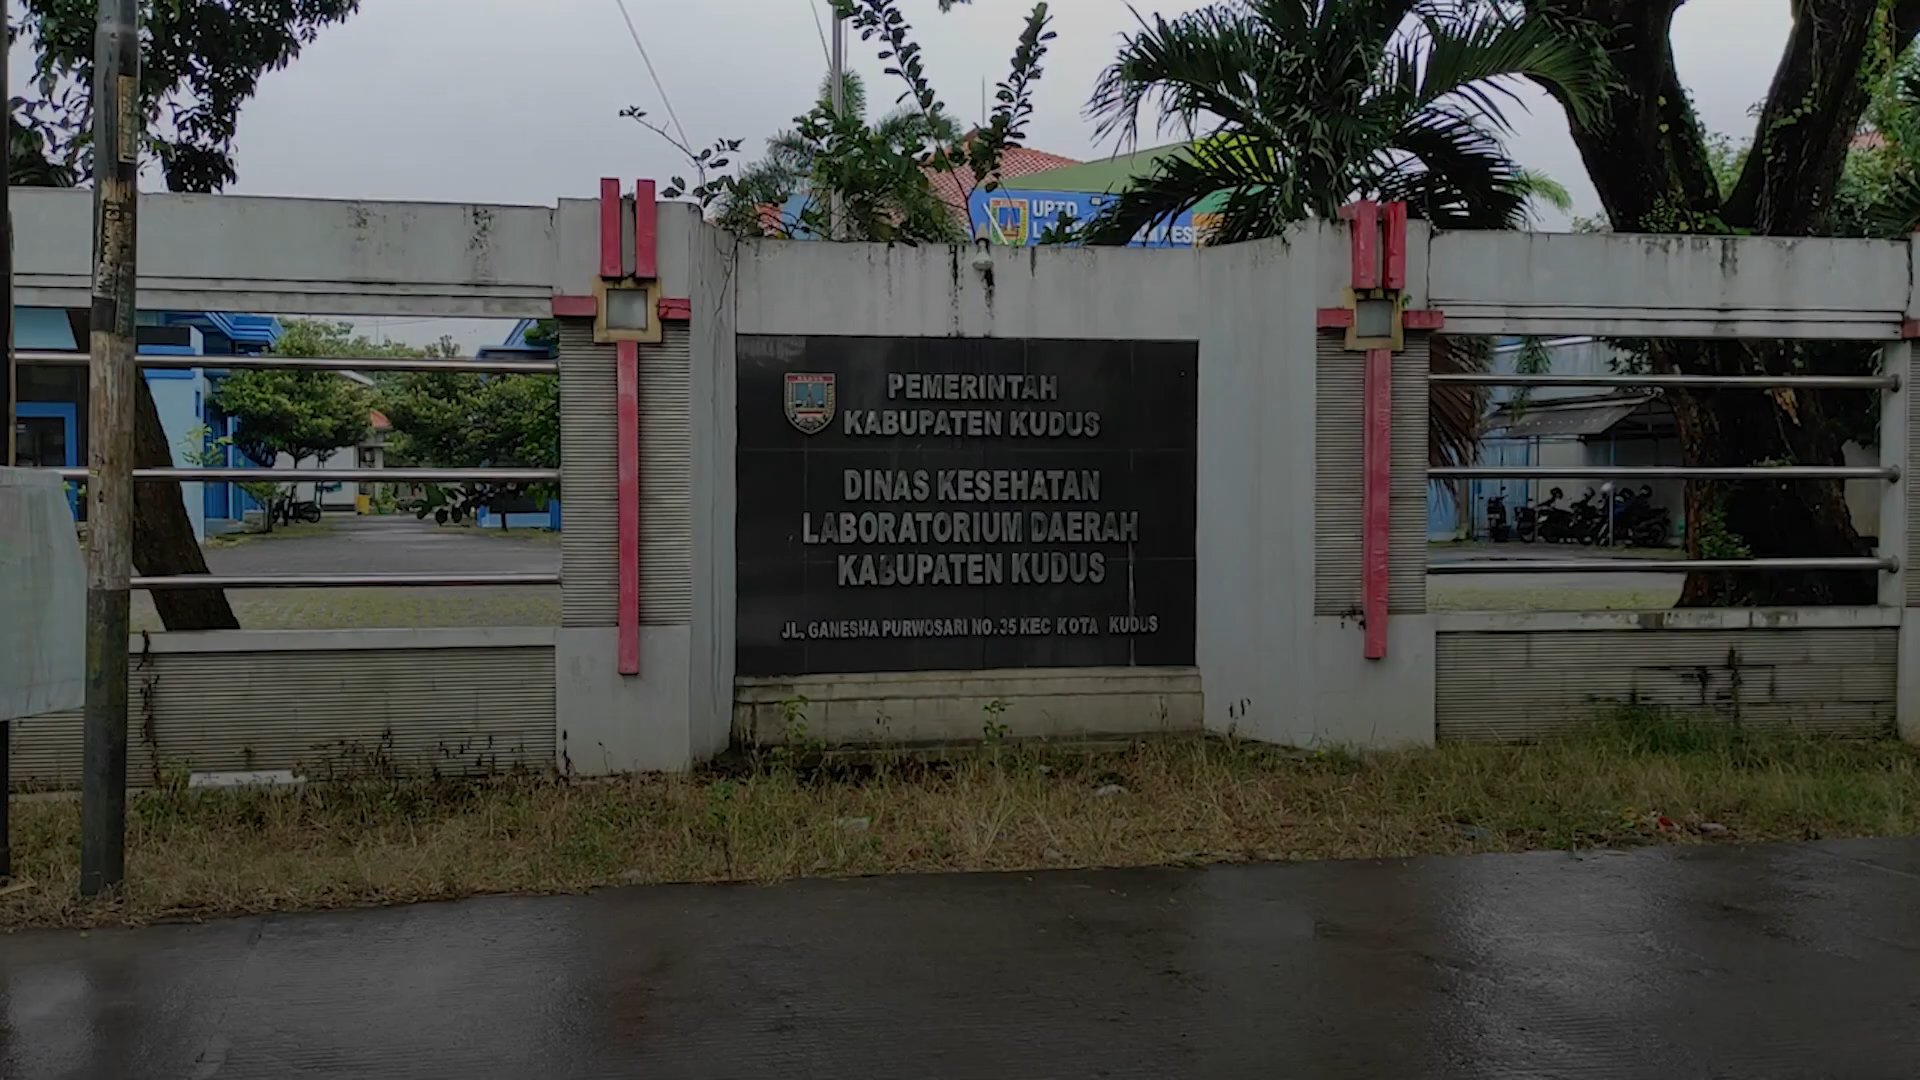 UPTD
PEMERINTAH
KABUPATEN KUDUS
DINAS KESEHATAN
LABORATORIUM DAERAH
KABUPATEN KUDUS
JL, GANESHA PURWOSARI NO.35 KEC KOTA KUDUS